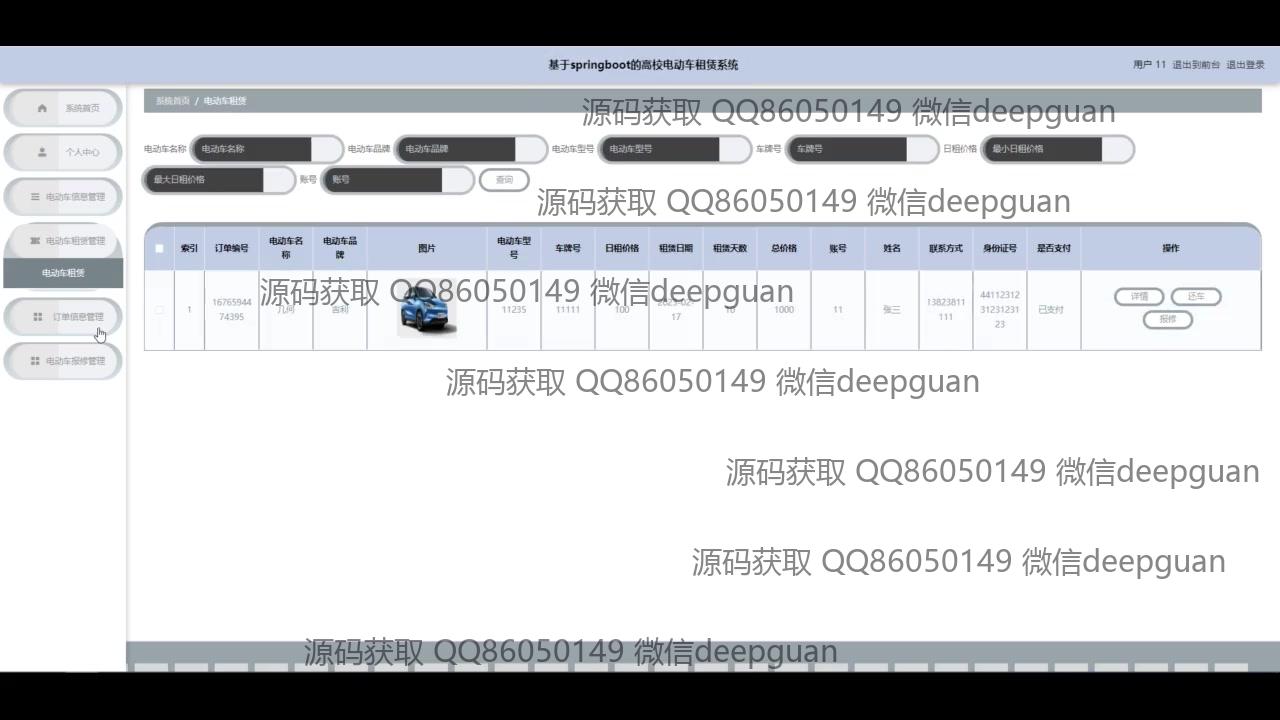 基于springboot的高校电动车租赁系统
用户 11 退出到前台 退出登录
系统首页
个人中心
电动车信息管理
电动车租赁管理
电动车租赁
订单信息管理
电动车报修管理
系统首页 / 电动车租赁
源码获取 QQ86050149 微信deepguan
电动车名称 电动车名称 电动车品牌 电动车品牌 电动车型号 电动车型号 车牌号 车牌号 日租价格 最小日租价格
最大日租价格 账号 账号 查询
源码获取 QQ86050149 微信deepguan
索引 订单编号 电动车名称 电动车品牌 图片 电动车型号 车牌号 日租价格 租赁日期 租赁天数 总价格 账号 姓名 联系方式 身份证号 是否支付 操作
源码获取 QQ86050149 微信deepguan
1 1676594474395 几何 吉利 11235 11111 100 2023-02-17 10 1000 11 张三 13823811111 441123123123123123 已支付 详情 还车
报修
源码获取 QQ86050149 微信deepguan
源码获取 QQ86050149 微信deepguan
源码获取 QQ86050149 微信deepguan
源码获取 QQ86050149 微信deepguan